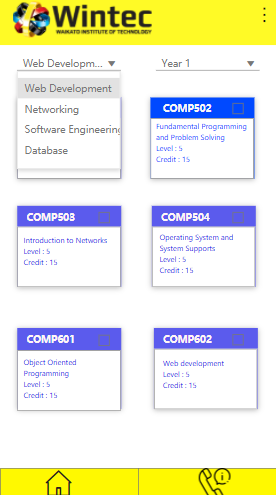 Wintec
WAIKATO INSTITUTE OF TECHNOLOGY
Web Developm...
Year 1
Web Development
Networking
Software Engineering
Database
COMP502
Fundamental Programming
and Problem Solving
Level : 5
Credit : 15
COMP503
Introduction to Networks
Level : 5
Credit : 15
COMP504
Operating System and
System Supports
Level : 5
Credit : 15
COMP601
Object Oriented
Programming
Level : 5
Credit : 15
COMP602
Web development
Level : 5
Credit : 15